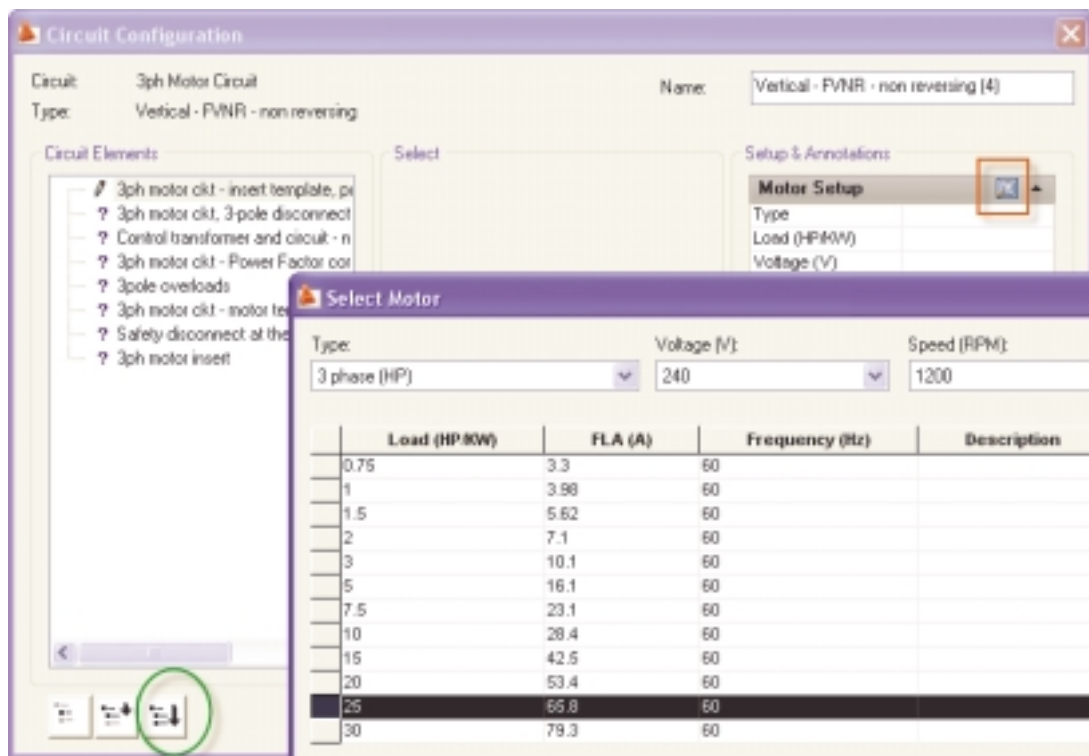 Circuit Configuration
Circuit: 3ph Motor Circuit
Name: Vertical - FVNR - non reversing (4)
Type: Vertical - FVNR - non reversing
Circuit Elements
Select
Setup & Annotations
3ph motor ckt - insert template, p
3ph motor ckt, 3-pole disconnect
Control transformer and circuit - n
3ph motor ckt - Power Factor cor
3pole overloads
3ph motor ckt - motor te
Safety disconnect at the
3ph motor insert
Motor Setup
Type
Load (HP/KW)
Voltage (V)
Select Motor
Type: Voltage (V): Speed (RPM):
3 phase (HP) 240 1200
Load (HP/KW) FLA (A) Frequency (Hz) Description
0.75 3.3 60
1 3.98 60
1.5 5.62 60
2 7.1 60
3 10.1 60
5 16.1 60
7.5 23.1 60
10 28.4 60
15 42.5 60
20 53.4 60
25 65.8 60
30 79.3 60